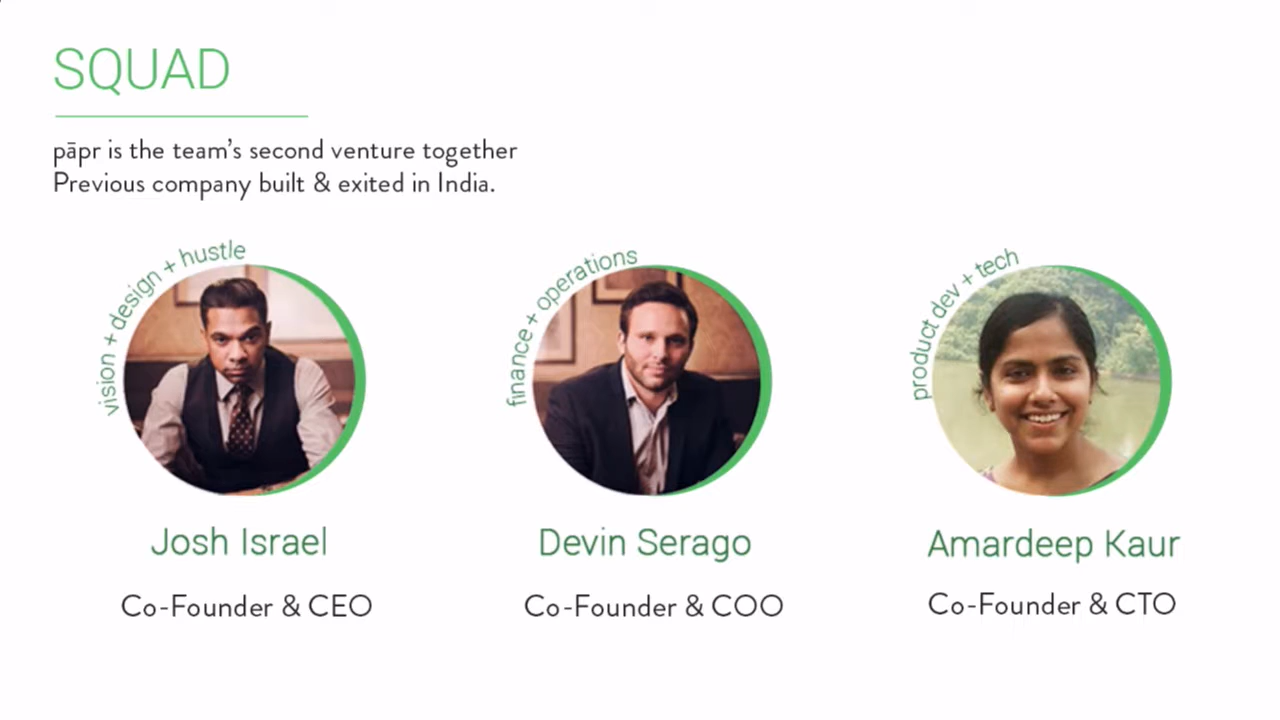 SQUAD
pāpr is the team's second venture together
Previous company built & exited in India.
vision + design + hustle
finance + operations
product dev + tech
Josh Israel
Devin Serago
Amardeep Kaur
Co-Founder & CEO
Co-Founder & COO
Co-Founder & CTO